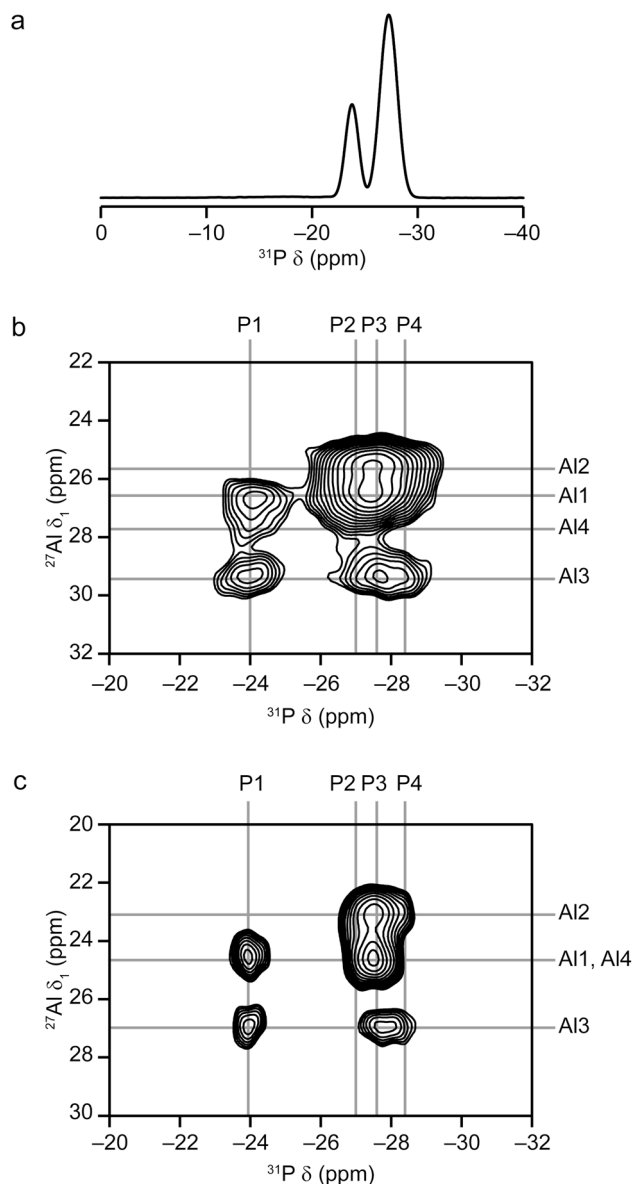 a
0 –10 –20 –30 –40
³¹P δ (ppm)
b
P1 P2 P3 P4
22
24
26
28
30
32
²⁷Al δ₁ (ppm)
Al2
Al1
Al4
Al3
–20 –22 –24 –26 –28 –30 –32
³¹P δ (ppm)
c
P1 P2 P3 P4
20
22
24
26
28
30
²⁷Al δ₁ (ppm)
Al2
Al1, Al4
Al3
–20 –22 –24 –26 –28 –30 –32
³¹P δ (ppm)